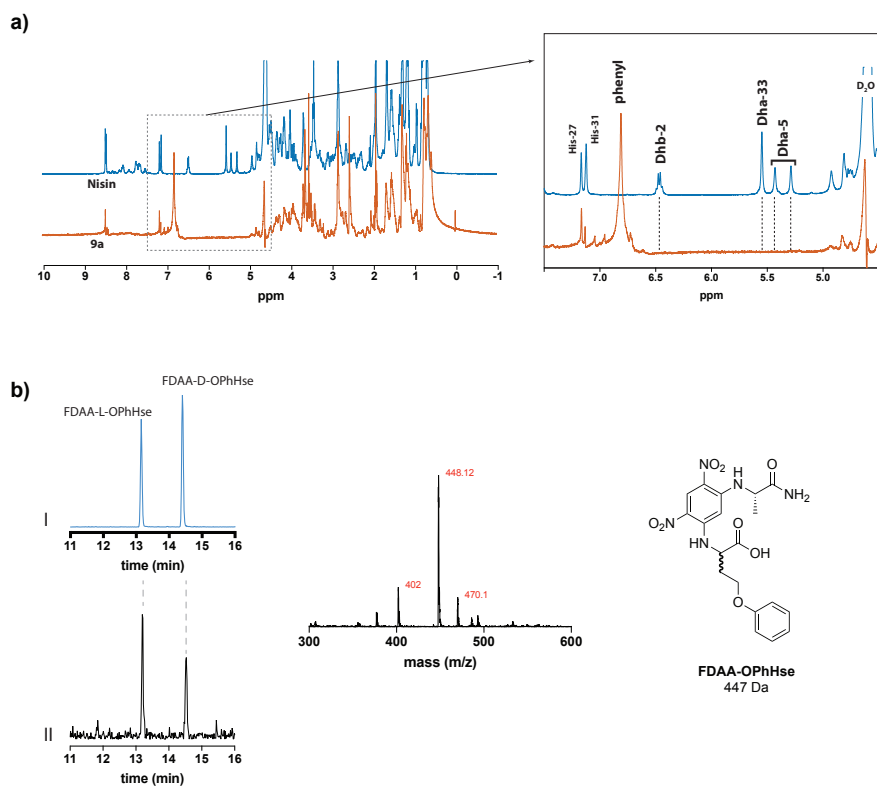 a)
Nisin
9a
10 9 8 7 6 5 4 3 2 1 0 -1
ppm
His-27
His-31
phenyl
Dhb-2
Dha-33
Dha-5
D₂O
7.0 6.5 6.0 5.5 5.0
ppm
b)
FDAA-L-OPhHse
FDAA-D-OPhHse
I
11 12 13 14 15 16
time (min)
II
11 12 13 14 15 16
time (min)
448.12
402
470.1
300 400 500 600
mass (m/z)
NO₂
O
H
N
NH₂
NO₂
O
NH
OH
O
FDAA-OPhHse
447 Da